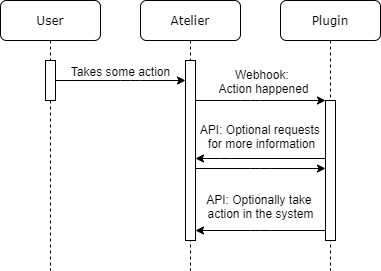 User
Atelier
Plugin
Takes some action
Webhook:
Action happened
API: Optional requests
for more information
API: Optionally take
action in the system